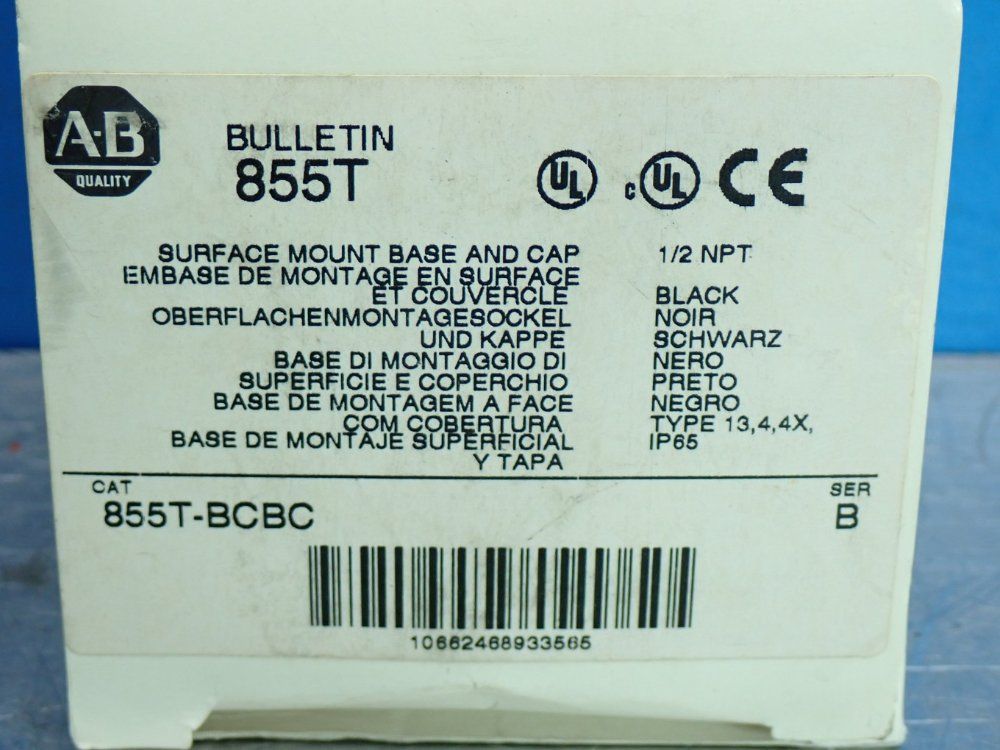 A-B
QUALITY
BULLETIN
855T
UL
c UL CE
SURFACE MOUNT BASE AND CAP 1/2 NPT
EMBASE DE MONTAGE EN SURFACE
ET COUVERCLE BLACK
OBERFLACHENMONTAGESOCKEL NOIR
UND KAPPE SCHWARZ
BASE DI MONTAGGIO DI NERO
SUPERFICIE E COPERCHIO PRETO
BASE DE MONTAGEM A FACE NEGRO
COM COBERTURA TYPE 13,4,4X,
BASE DE MONTAJE SUPERFICIAL IP65
Y TAPA
CAT SER
855T-BCBC B
10662468933565